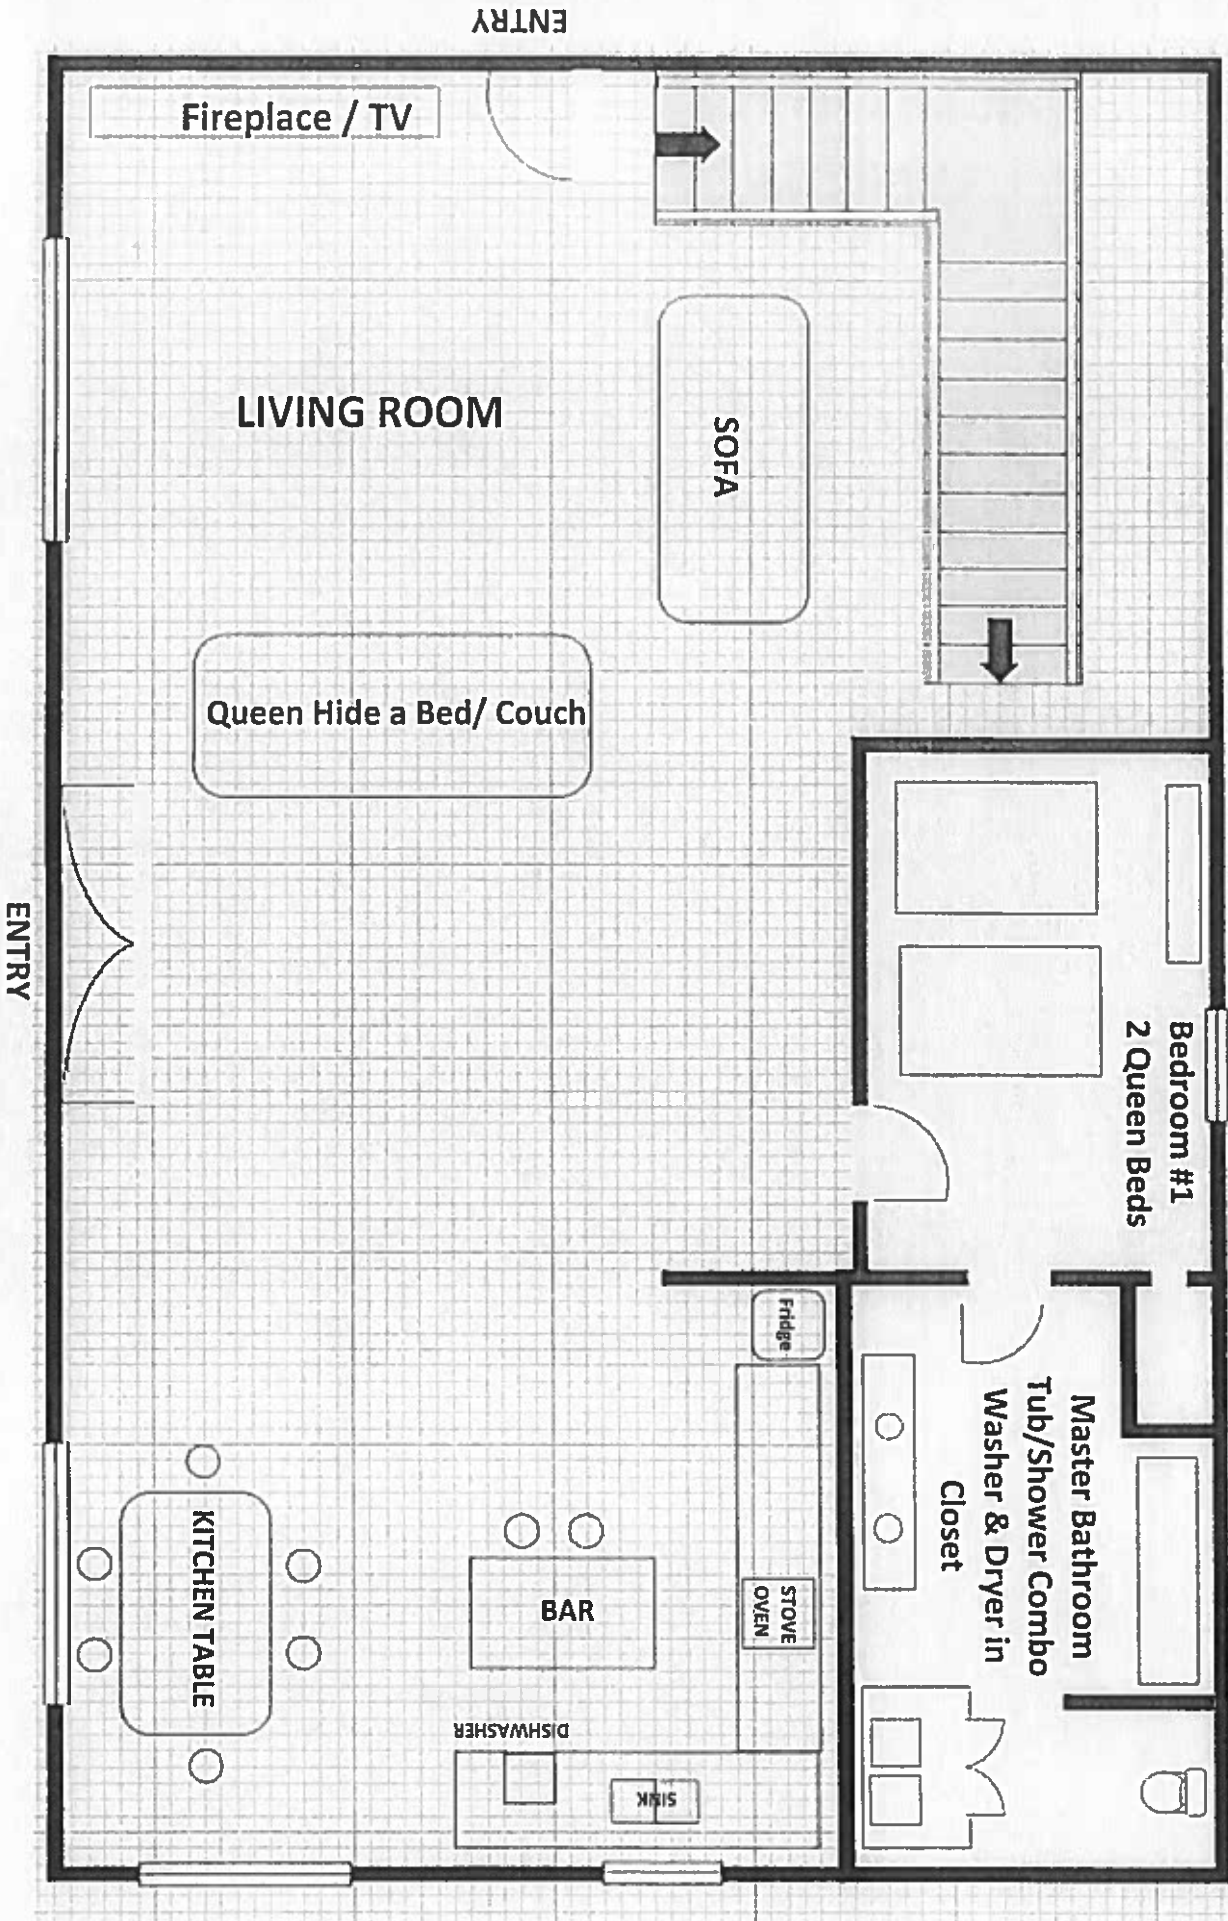 ENTRY
Fireplace / TV
LIVING ROOM
SOFA
Queen Hide a Bed/ Couch
ENTRY
Bedroom #1
2 Queen Beds
Fridge
Master Bathroom
Tub/Shower Combo
Washer & Dryer in
Closet
KITCHEN TABLE
BAR
STOVE
OVEN
DISHWASHER
SINK